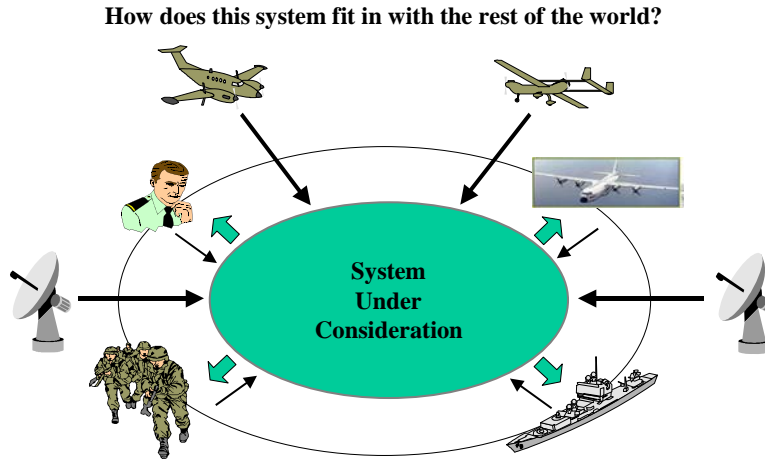 How does this system fit in with the rest of the world?
System
Under
Consideration